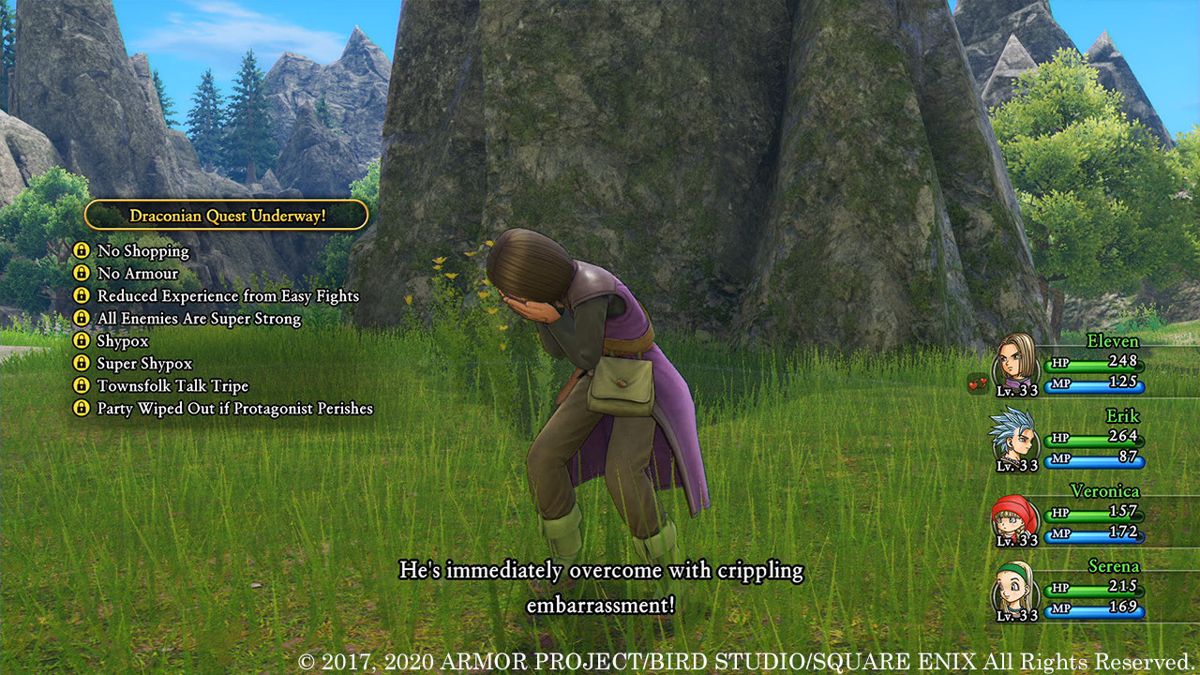 Draconian Quest Underway!
No Shopping
No Armour
Reduced Experience from Easy Fights
All Enemies Are Super Strong
Shypox
Super Shypox
Townsfolk Talk Tripe
Party Wiped Out if Protagonist Perishes
Eleven
HP 248
Lv. 33 MP 125
Erik
HP 264
Lv. 33 MP 87
Veronica
HP 157
Lv. 33 MP 172
Serena
HP 215
Lv. 33 MP 169
He's immediately overcome with crippling
embarrassment!
© 2017, 2020 ARMOR PROJECT/BIRD STUDIO/SQUARE ENIX All Rights Reserved.